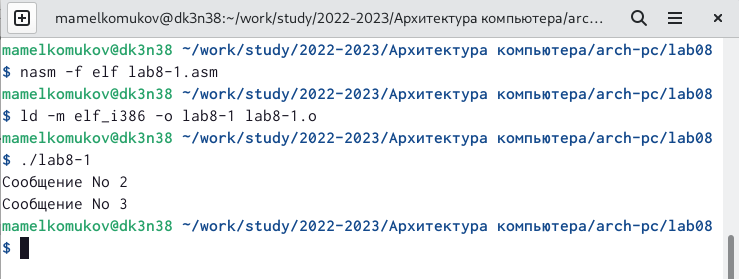 mamelkomukov@dk3n38:~/work/study/2022-2023/Архитектура компьютера/arc...
mamelkomukov@dk3n38 ~/work/study/2022-2023/Архитектура компьютера/arch-pc/lab08
$ nasm -f elf lab8-1.asm
mamelkomukov@dk3n38 ~/work/study/2022-2023/Архитектура компьютера/arch-pc/lab08
$ ld -m elf_i386 -o lab8-1 lab8-1.o
mamelkomukov@dk3n38 ~/work/study/2022-2023/Архитектура компьютера/arch-pc/lab08
$ ./lab8-1
Сообщение No 2
Сообщение No 3
mamelkomukov@dk3n38 ~/work/study/2022-2023/Архитектура компьютера/arch-pc/lab08
$